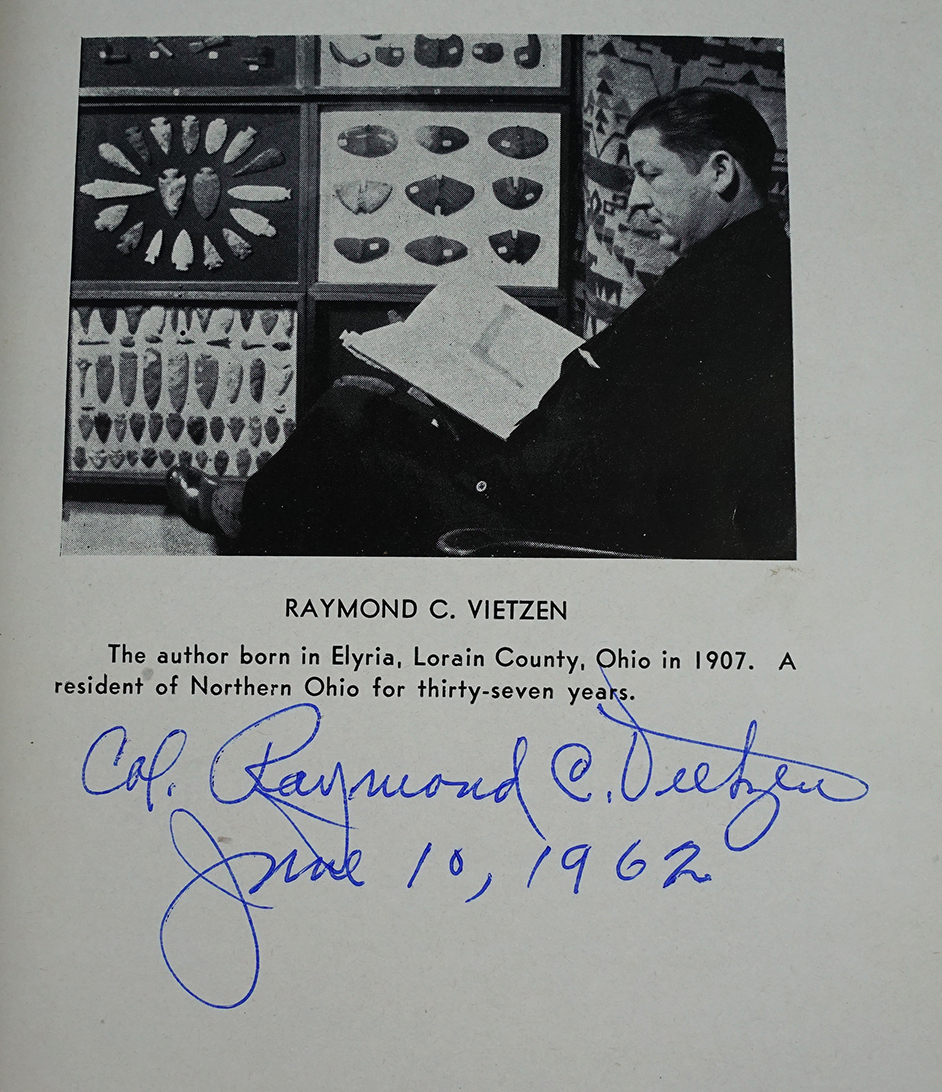 RAYMOND C. VIETZEN
The author born in Elyria, Lorain County, Ohio in 1907. A
resident of Northern Ohio for thirty-seven years.
Col. Raymond C. Vietzen
June 10, 1962